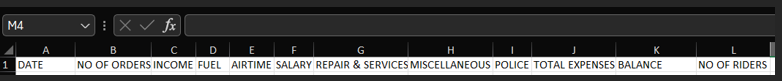 M4 fx
A B C D E F G H I J K L
1 DATE NO OF ORDERS INCOME FUEL AIRTIME SALARY REPAIR & SERVICES MISCELLANEOUS POLICE TOTAL EXPENSES BALANCE NO OF RIDERS